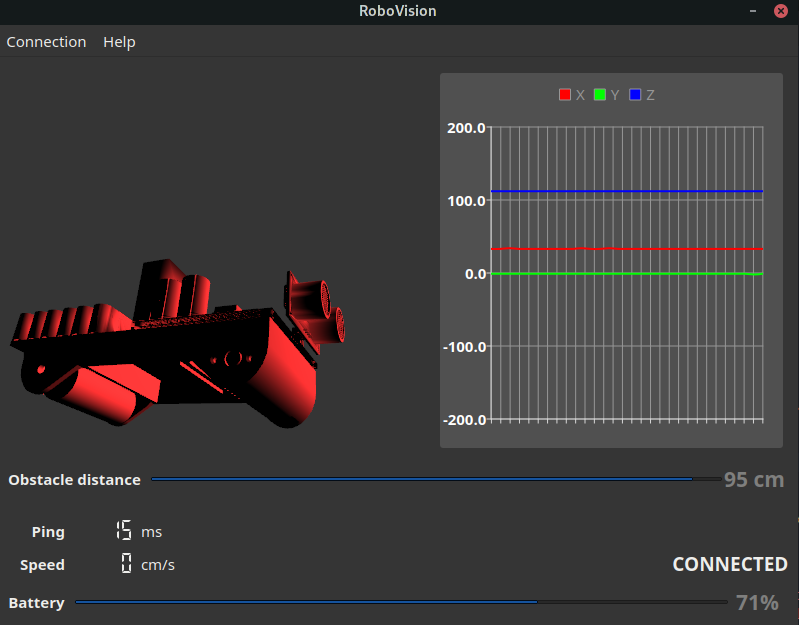 RoboVision
Connection Help
X Y Z
200.0
100.0
0.0
-100.0
-200.0
Obstacle distance 95 cm
Ping 15 ms
Speed 0 cm/s
CONNECTED
Battery 71%